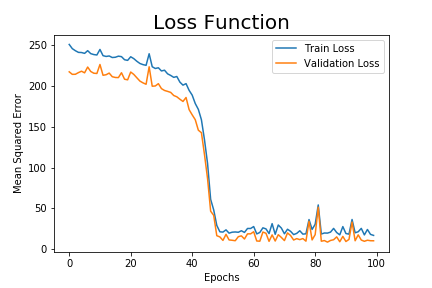 Loss Function
Train Loss
Validation Loss
Mean Squared Error
250
200
150
100
50
0
0 20 40 60 80 100
Epochs